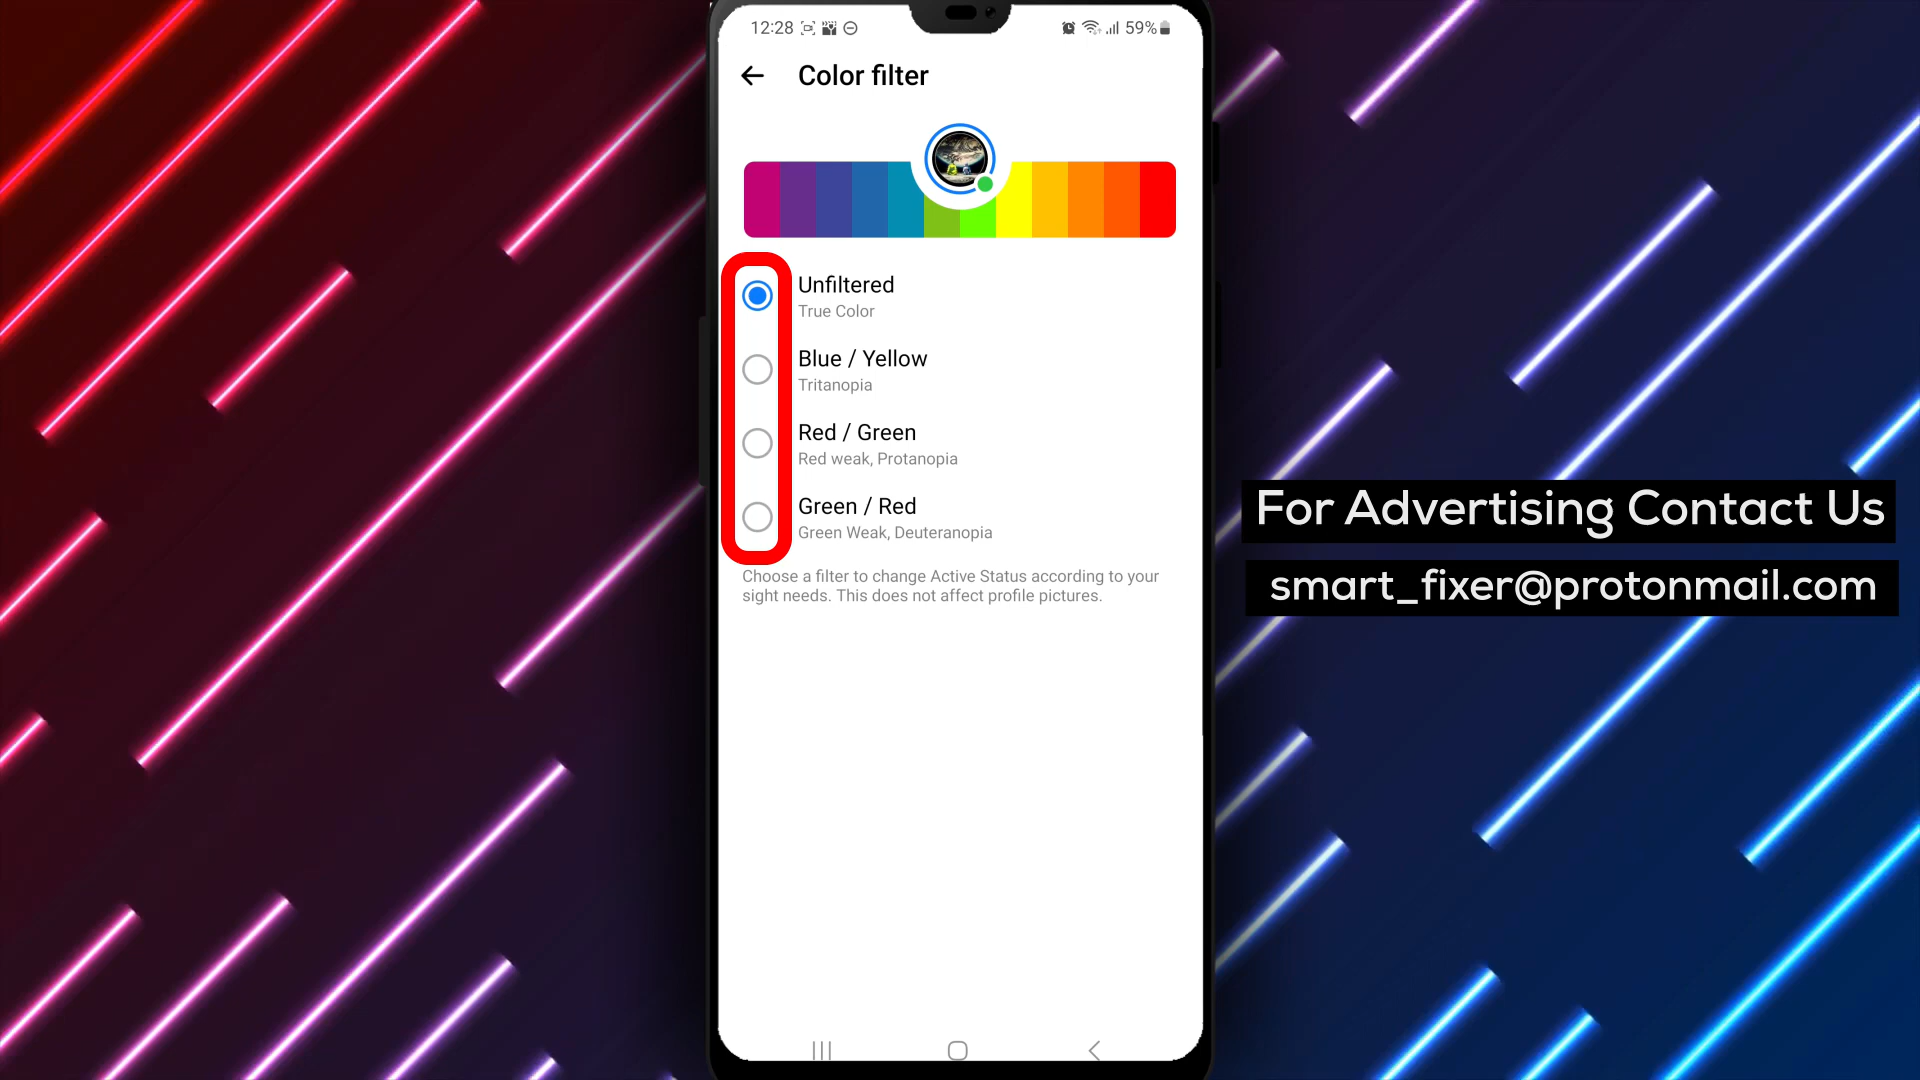 12:28
59%
Color filter
Unfiltered
True Color
Blue / Yellow
Tritanopia
Red / Green
Red weak, Protanopia
Green / Red
Green Weak, Deuteranopia
Choose a filter to change Active Status according to your
sight needs. This does not affect profile pictures.
For Advertising Contact Us
smart_fixer@protonmail.com